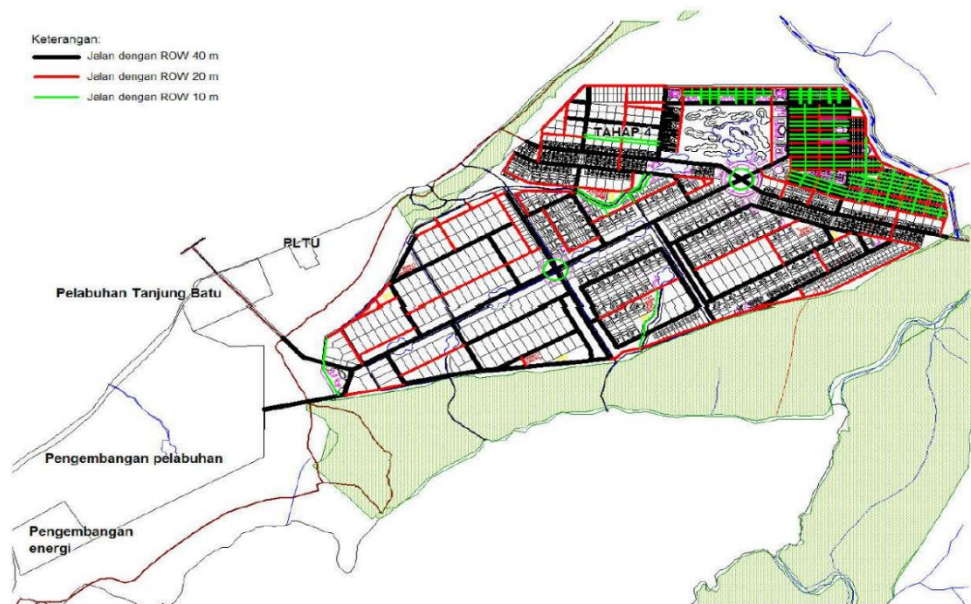 Keterangan:
Jalan dengan ROW 40 m
Jalan dengan ROW 20 m
Jalan dengan ROW 10 m
TAHAP-4
PLTU
Pelabuhan Tanjung Batu
Pengembangan pelabuhan
Pengembangan
energi